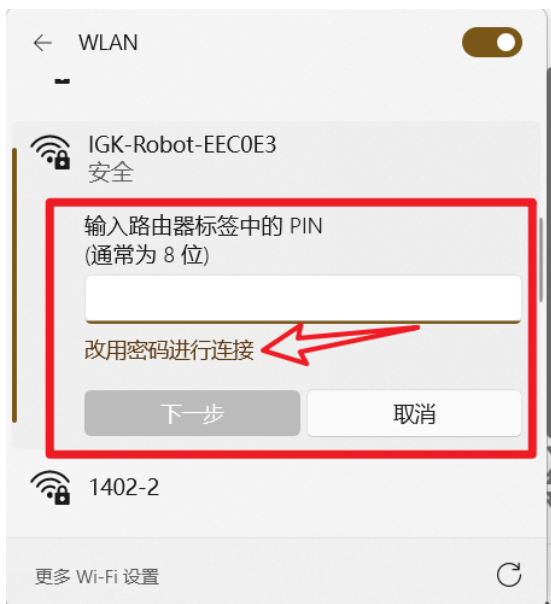 WLAN
IGK-Robot-EEC0E3
安全
输入路由器标签中的 PIN
(通常为 8 位)
改用密码进行连接
下一步
取消
1402-2
更多 Wi-Fi 设置